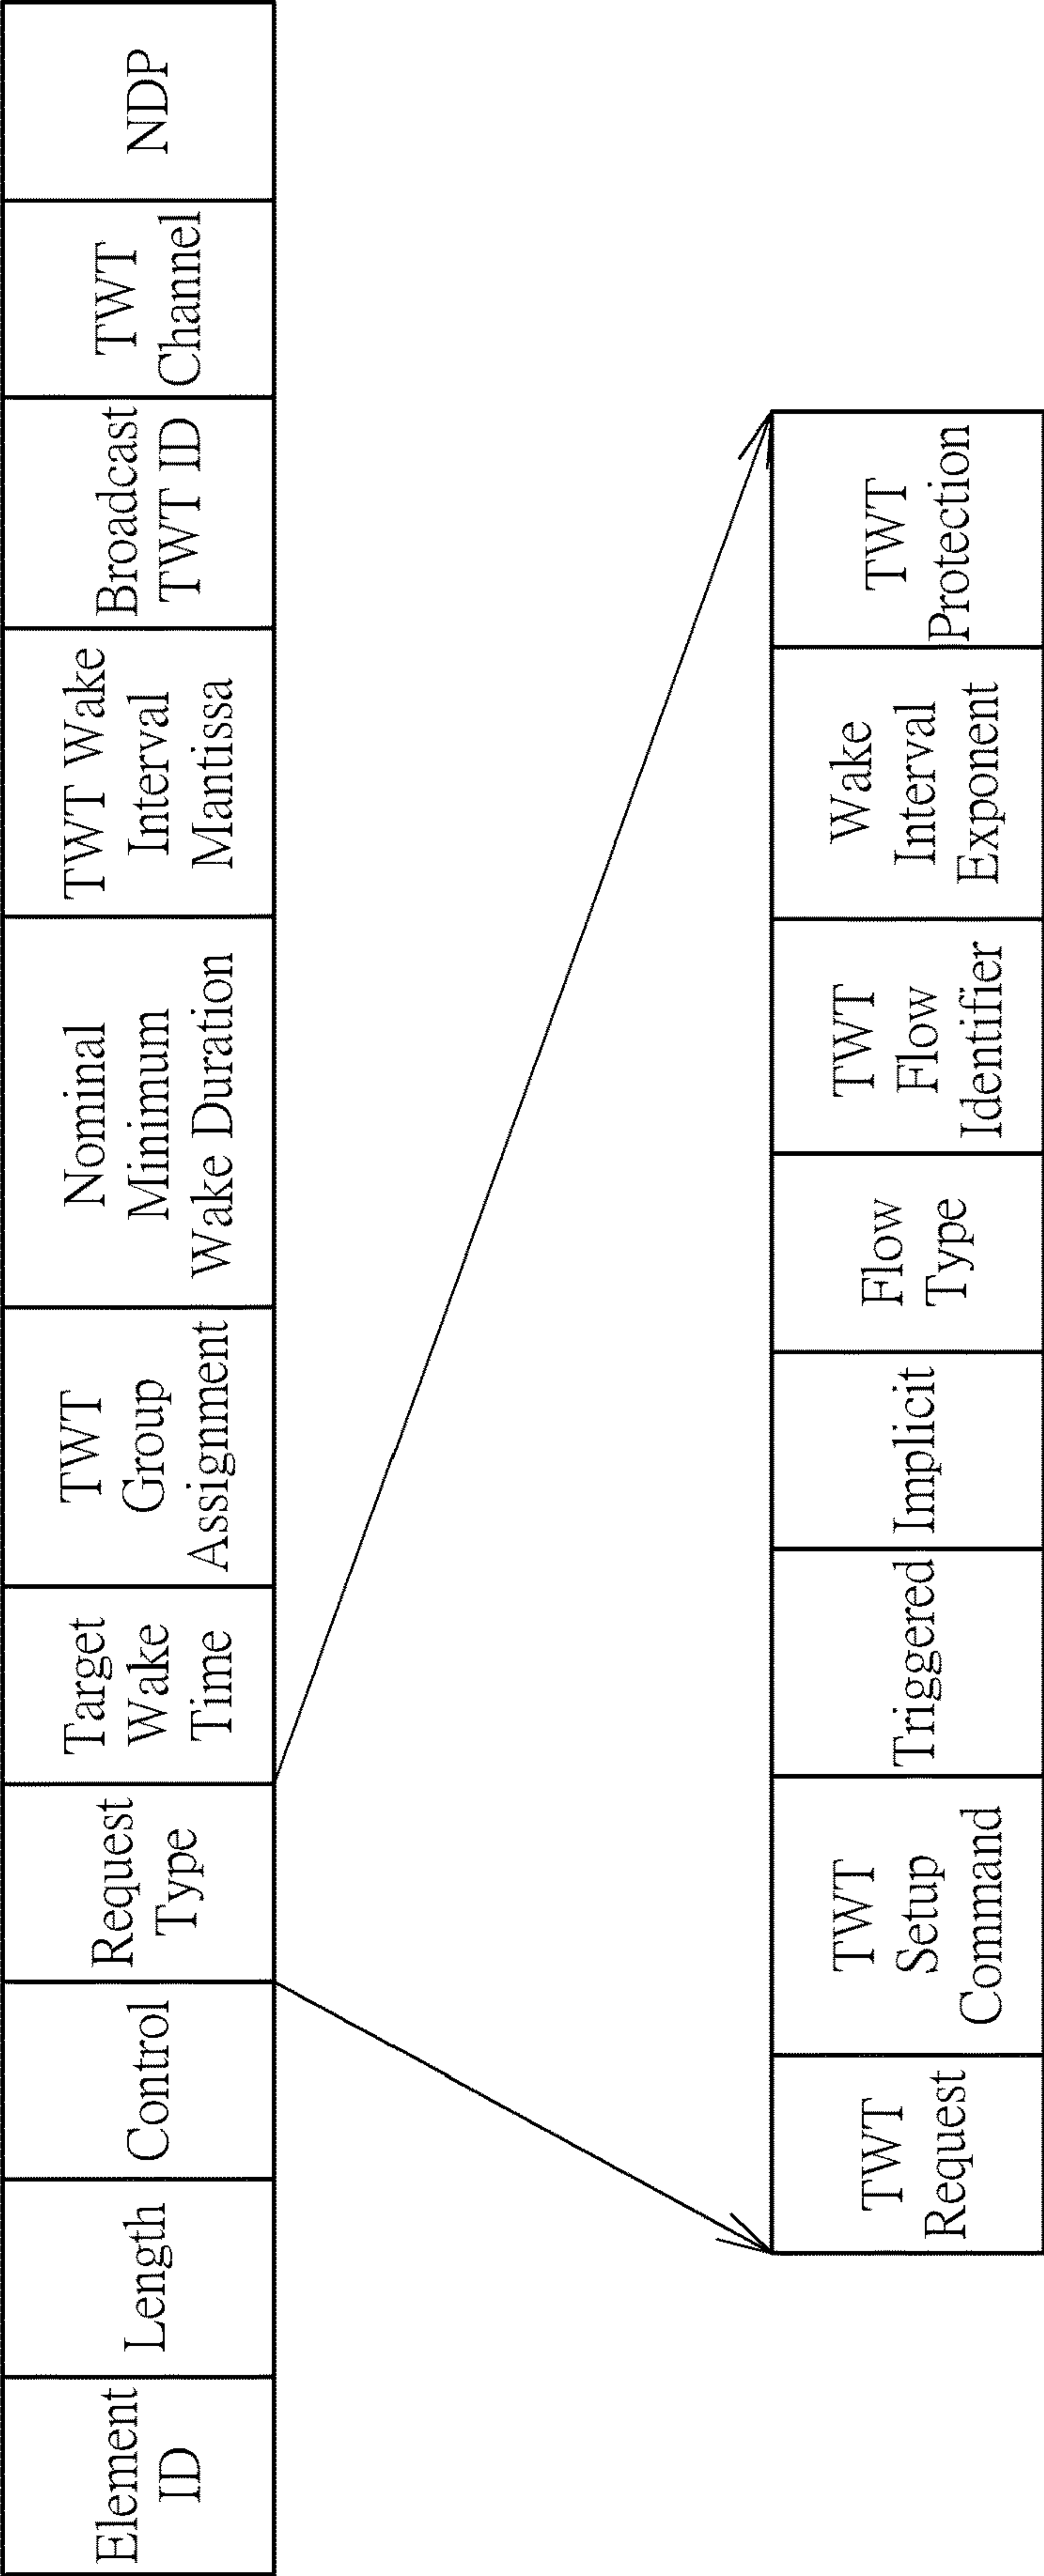 Element
ID
Length
Control
Request
Type
Target
Wake
Time
TWT
Group
Assignment
Nominal
Minimum
Wake Duration
TWT Wake
Interval
Mantissa
Broadcast
TWT ID
TWT
Channel
NDP
TWT
Request
TWT
Setup
Command
Triggered
Implicit
Flow
Type
TWT
Flow
Identifier
Wake
Interval
Exponent
TWT
Protection